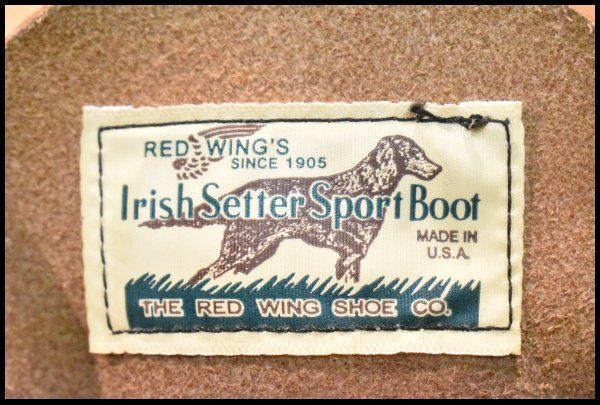 RED WING'S
SINCE 1905
Irish Setter Sport Boot
MADE IN
U.S.A.
THE RED WING SHOE CO.